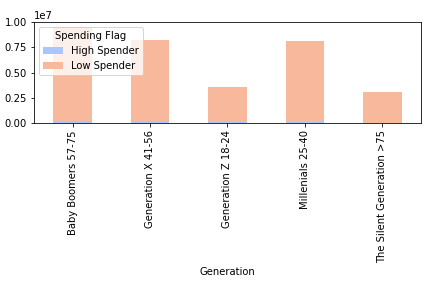 1e7
1.00
0.75
0.50
0.25
0.00
Spending Flag
High Spender
Low Spender
Baby Boomers 57-75
Generation X 41-56
Generation Z 18-24
Millenials 25-40
The Silent Generation >75
Generation